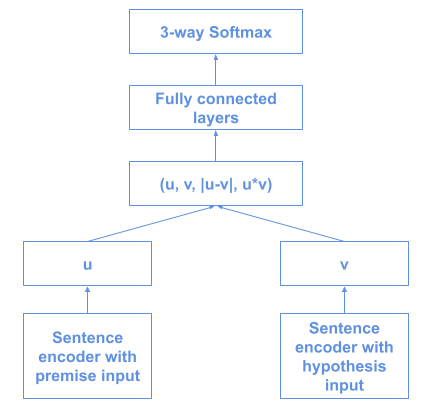 3-way Softmax
Fully connected
layers
(u, v, |u-v|, u*v)
u
v
Sentence
encoder with
premise input
Sentence
encoder with
hypothesis
input